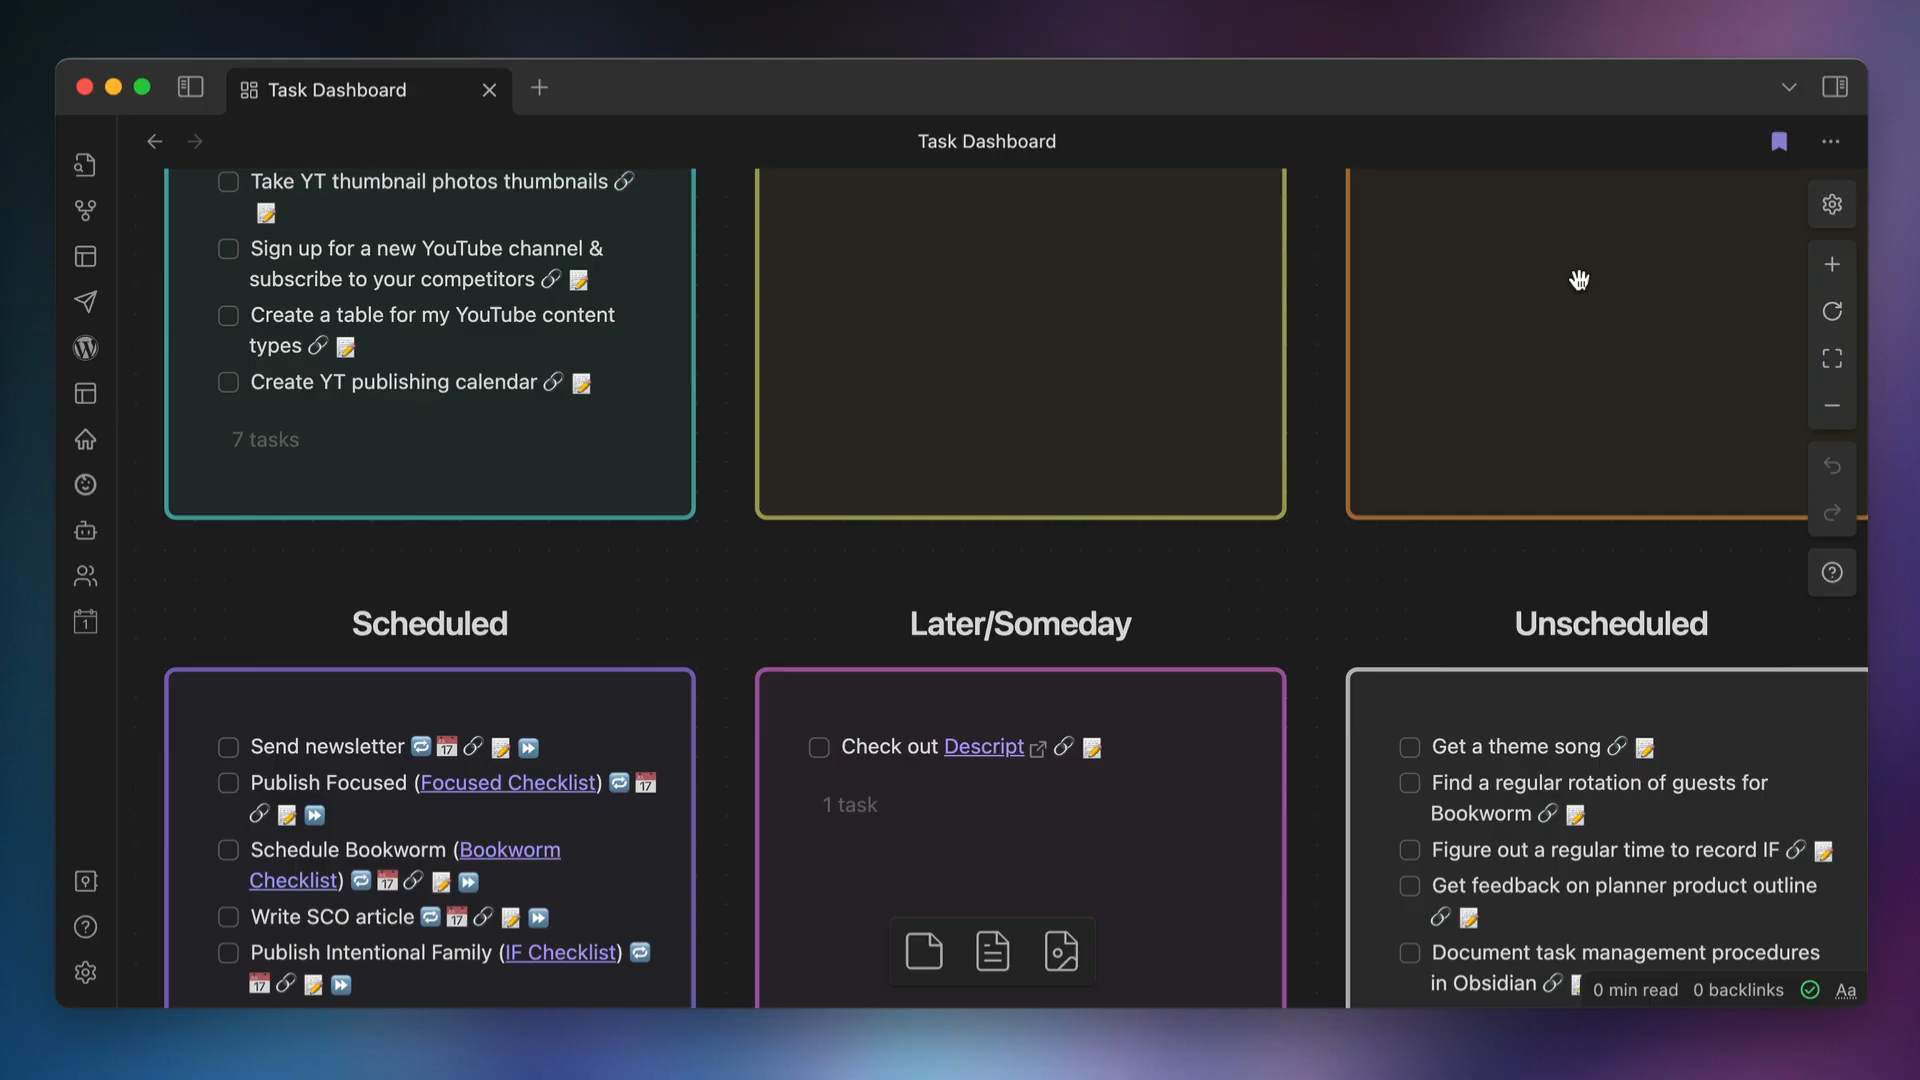 Task Dashboard
Task Dashboard
Take YT thumbnail photos thumbnails 🔗
📝
Sign up for a new YouTube channel &
subscribe to your competitors 🔗 📝
Create a table for my YouTube content
types 🔗 📝
Create YT publishing calendar 🔗 📝
7 tasks
Scheduled
Send newsletter 🔁 📅 🔗 📝 ⏩
Publish Focused (Focused Checklist) 🔁 📅
🔗 📝 ⏩
Schedule Bookworm (Bookworm
Checklist) 🔁 📅 🔗 📝 ⏩
Write SCO article 🔁 📅 🔗 📝 ⏩
Publish Intentional Family (IF Checklist) 🔁
📅 🔗 📝 ⏩
Later/Someday
Check out Descript 🔗 📝
1 task
Unscheduled
Get a theme song 🔗 📝
Find a regular rotation of guests for
Bookworm 🔗 📝
Figure out a regular time to record IF 🔗 📝
Get feedback on planner product outline
🔗 📝
Document task management procedures
in Obsidian 🔗 📝
0 min read 0 backlinks Aa